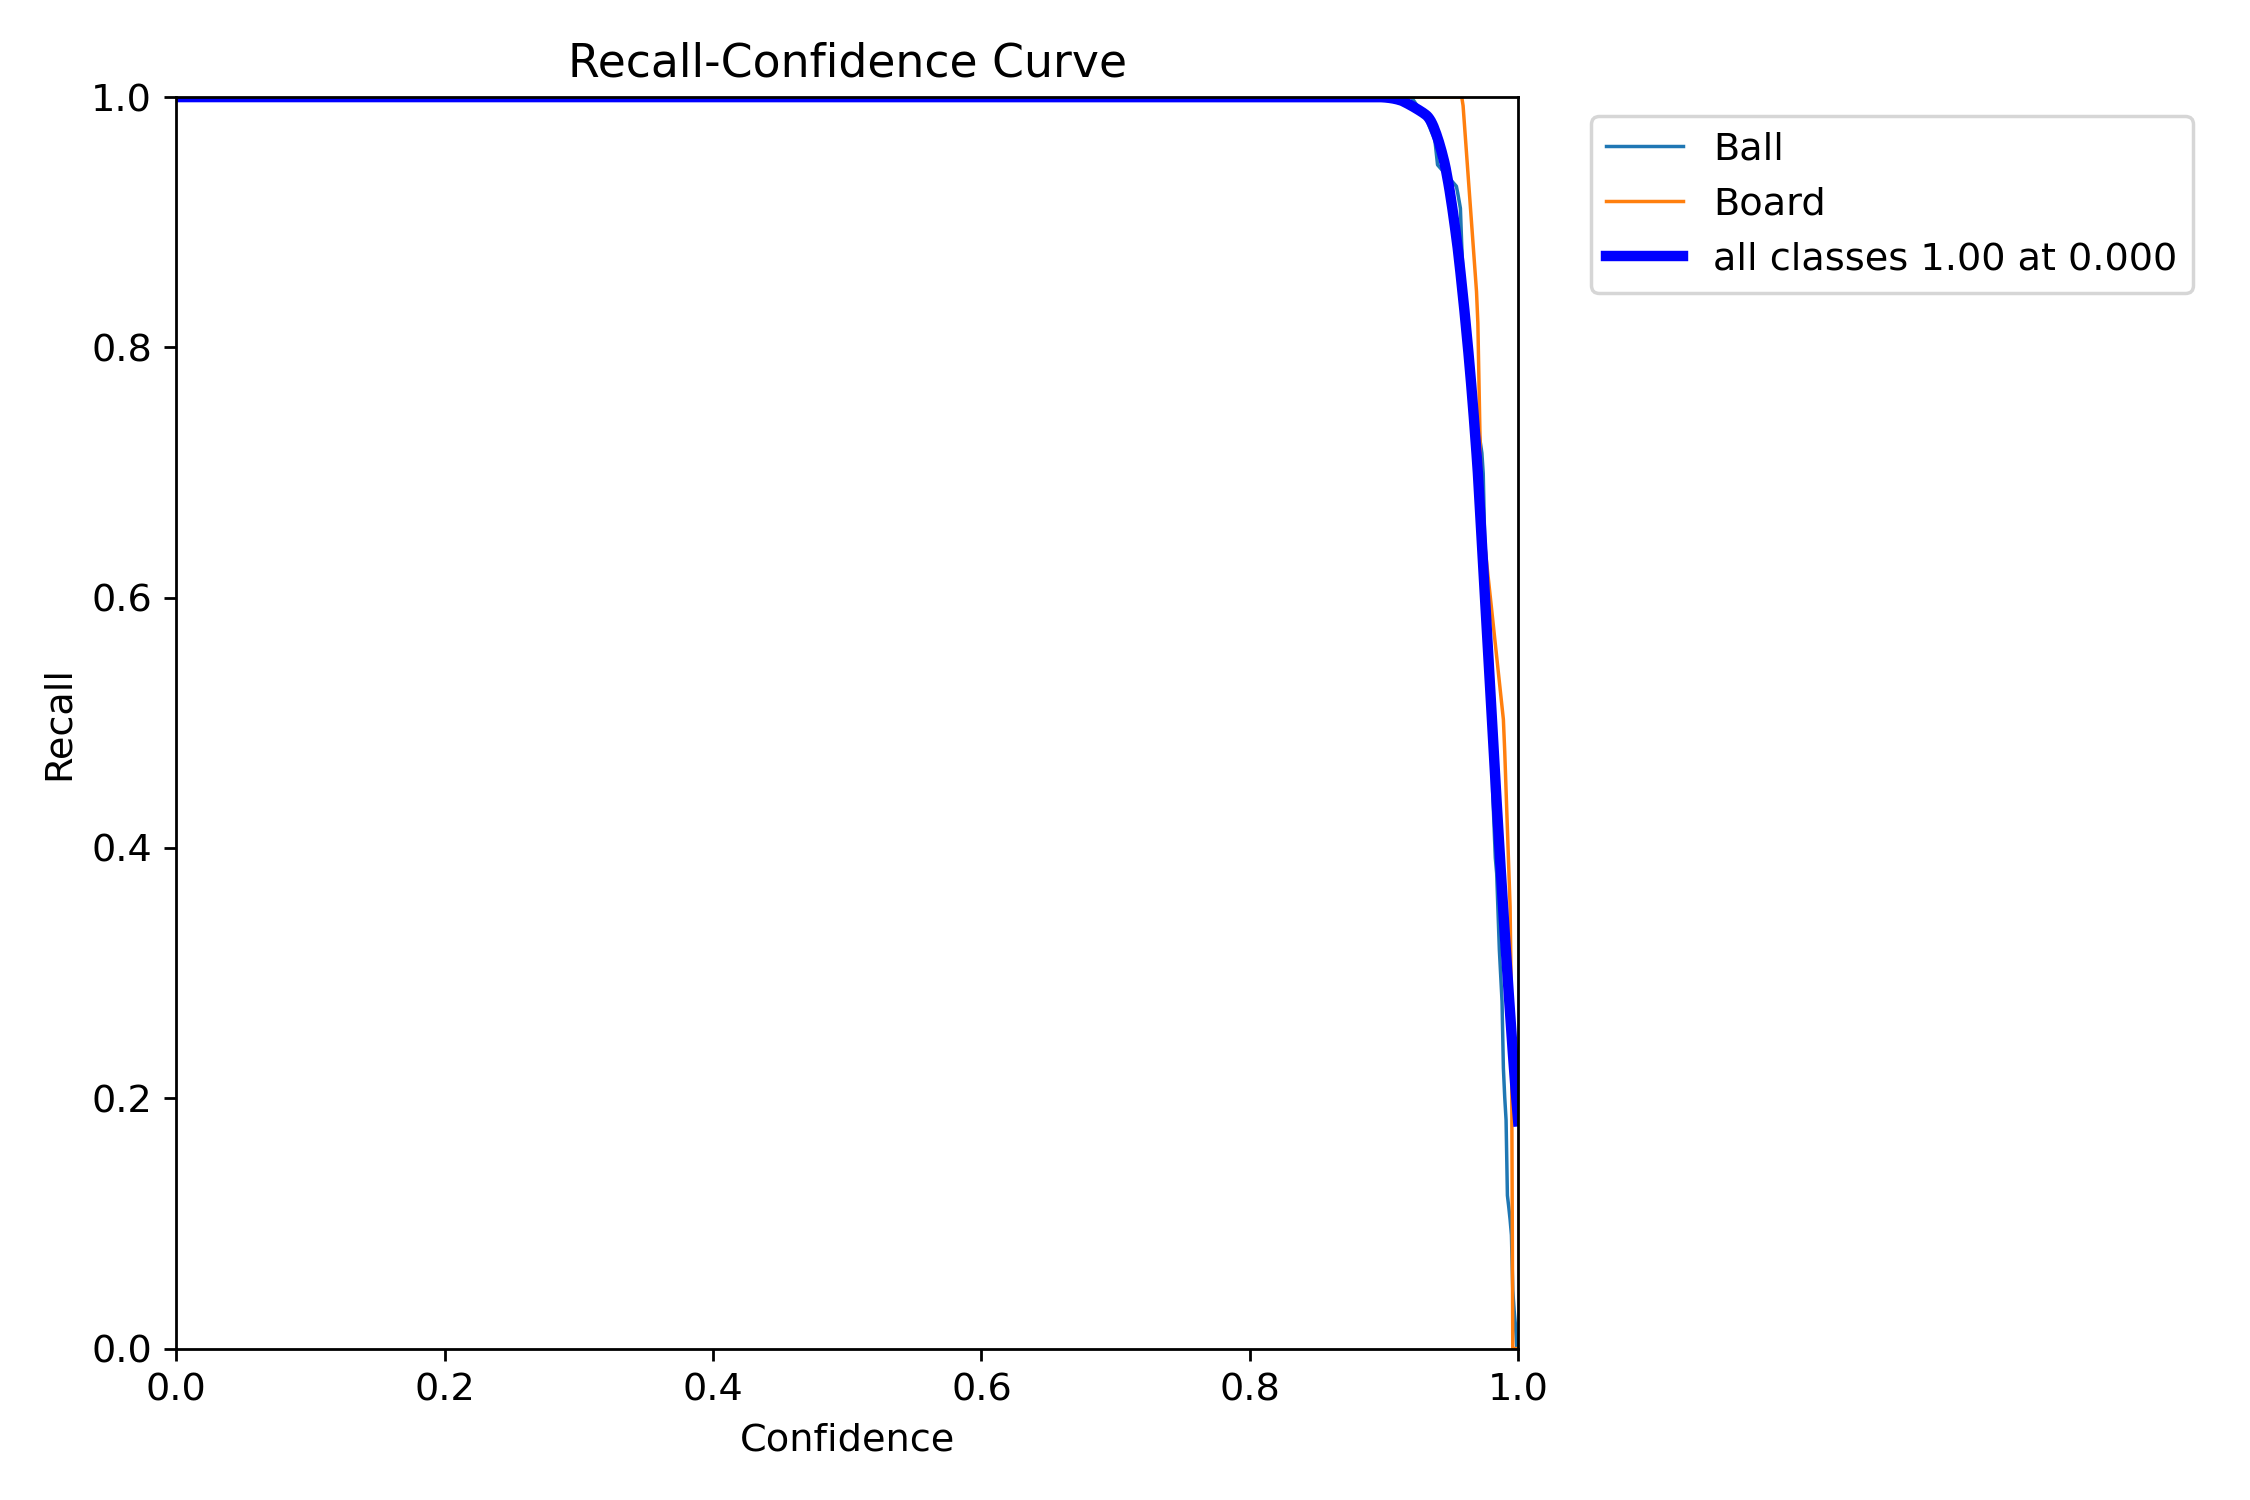 Recall-Confidence Curve
1.0
0.8
0.6
0.4
0.2
0.0
Recall
0.0 0.2 0.4 0.6 0.8 1.0
Confidence
Ball
Board
all classes 1.00 at 0.000